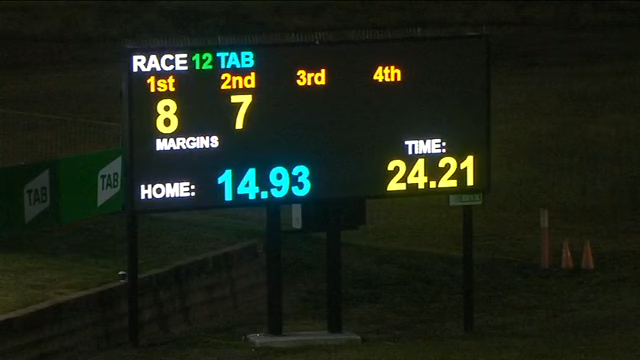 RACE 12 TAB
1st 2nd 3rd 4th
8 7
MARGINS
TIME:
HOME: 14.93 24.21
TAB
TAB